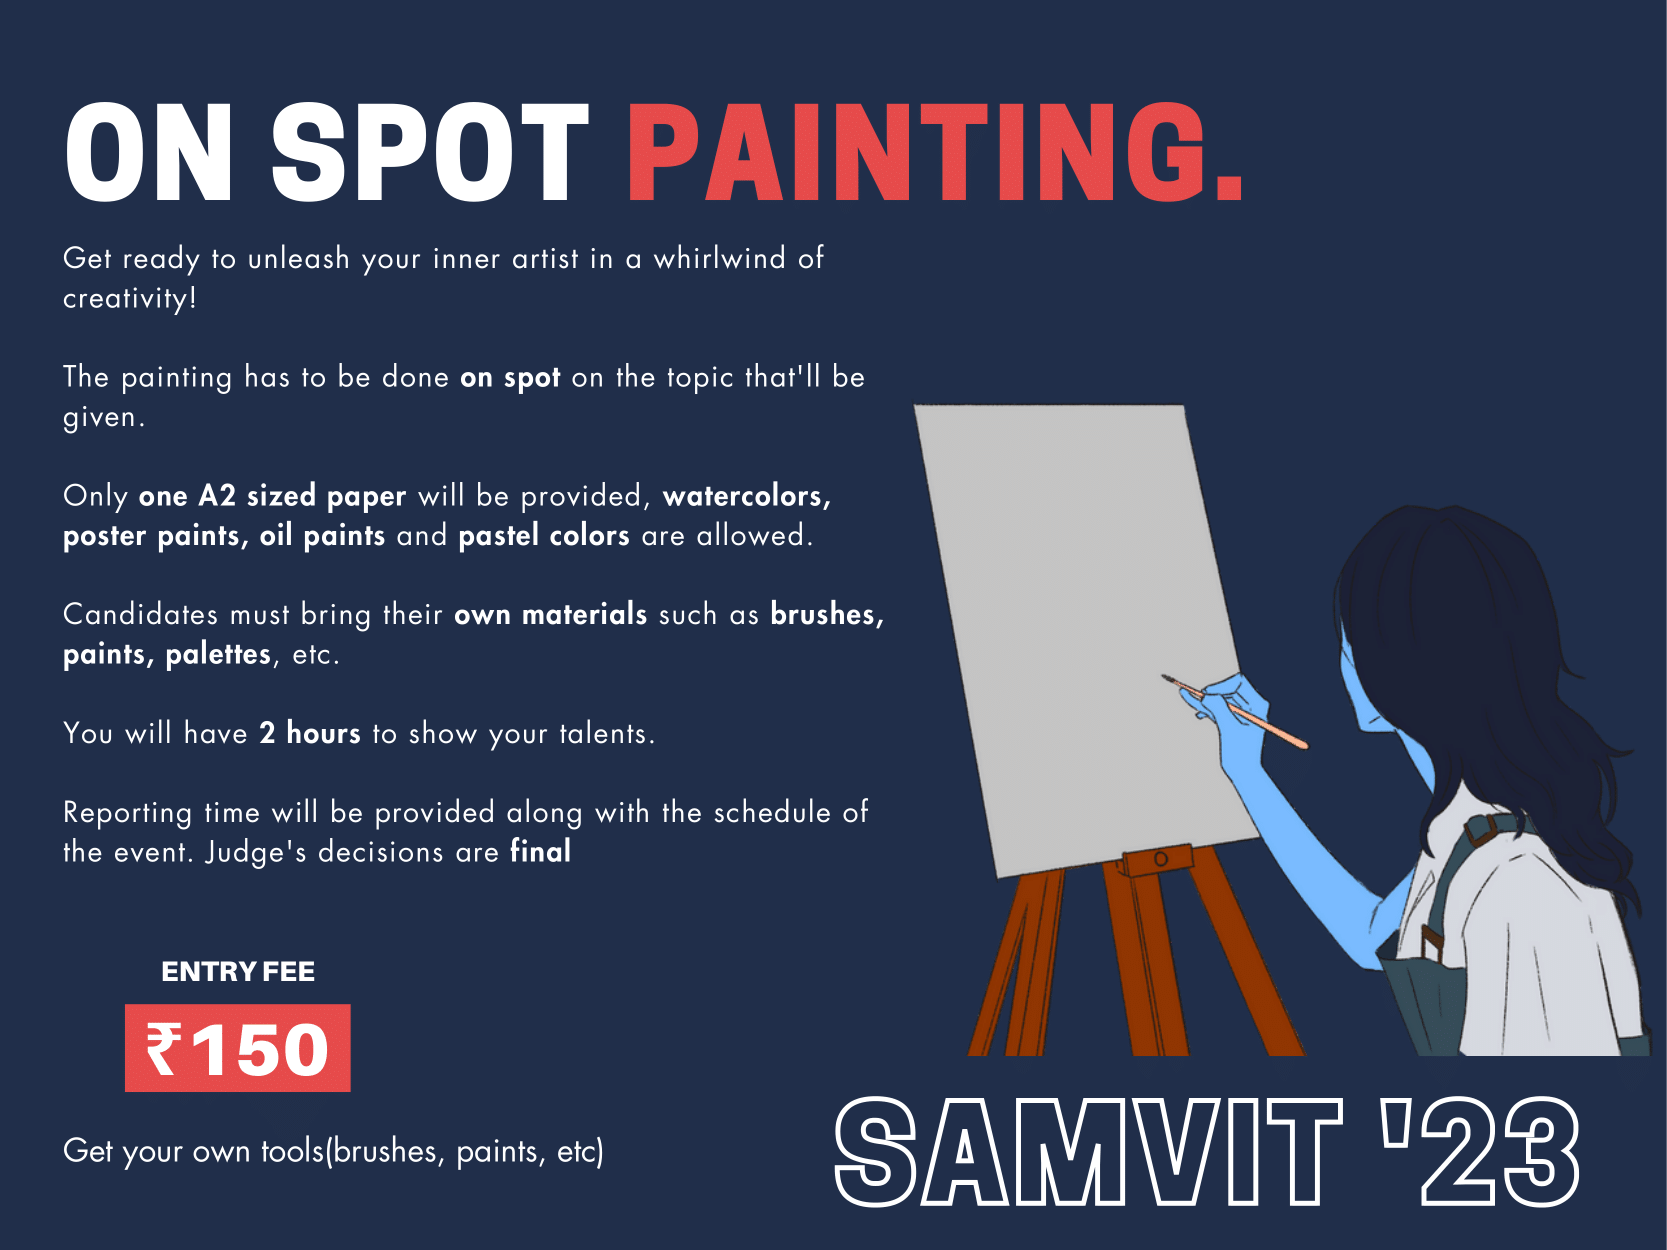 ON SPOT PAINTING.
Get ready to unleash your inner artist in a whirlwind of
creativity!
The painting has to be done on spot on the topic that'll be
given.
Only one A2 sized paper will be provided, watercolors,
poster paints, oil paints and pastel colors are allowed.
Candidates must bring their own materials such as brushes,
paints, palettes, etc.
You will have 2 hours to show your talents.
Reporting time will be provided along with the schedule of
the event. Judge's decisions are final
ENTRY FEE
₹150
Get your own tools(brushes, paints, etc)
SAMVIT '23